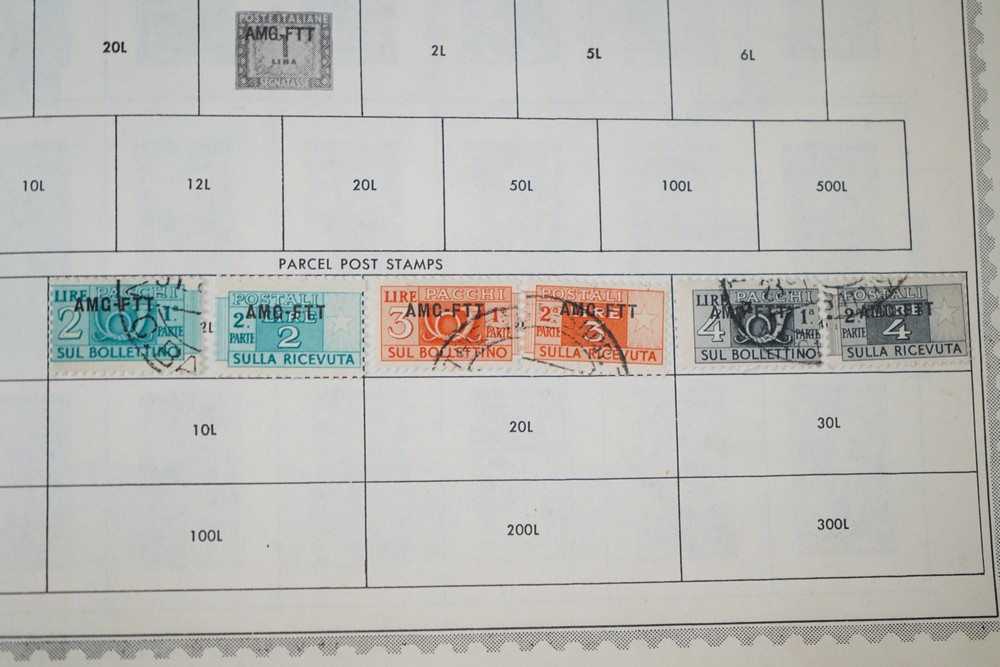 20L
POSTE ITALIANE
AMG-FTT
1
LIRA
SEGNATASSE
2L
5L
6L
10L
12L
20L
50L
100L
500L
PARCEL POST STAMPS
LIRE PACCHI
AMG-FTT
2 1ª
PARTE
SUL BOLLETTINO
2L
POSTALI
AMG-FTT
2ª LIRE
PARTE 2
SULLA RICEVUTA
LIRE PACCHI
AMG-FTT
3 1ª
PARTE
SUL BOLLETTINO
POSTALI
AMG-FTT
2ª
PARTE 3
SULLA RICEVUTA
LIRE PACCHI
AMG-FTT
4 1ª
PARTE
SUL BOLLETTINO
2ª
PARTE 4
SULLA RICEVUTA
10L
20L
30L
100L
200L
300L